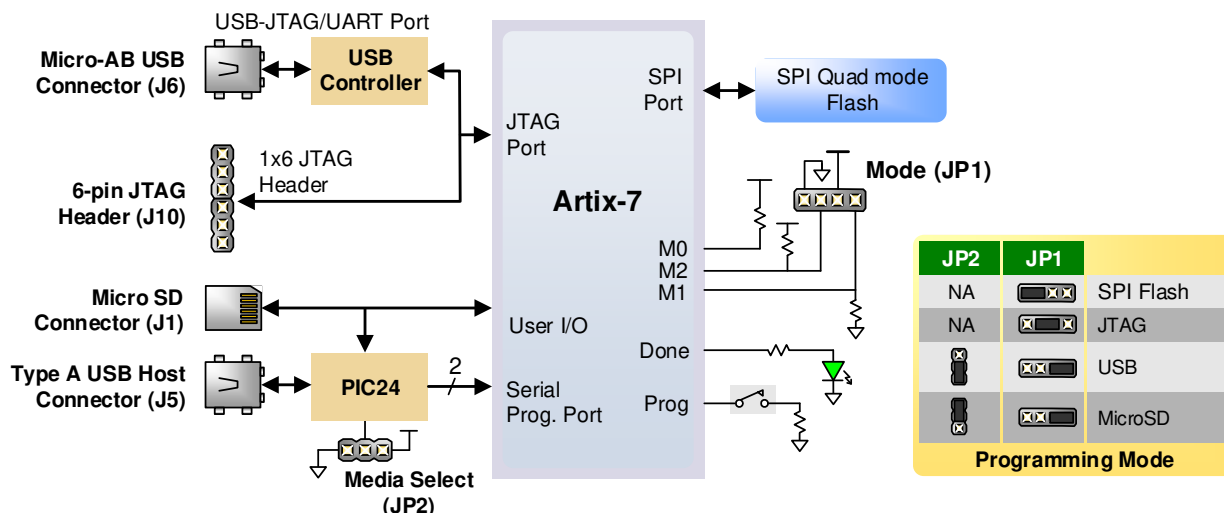 USB-JTAG/UART Port
Micro-AB USB
Connector (J6)
USB
Controller
6-pin JTAG
Header (J10)
1x6 JTAG
Header
Micro SD
Connector (J1)
Type A USB Host
Connector (J5)
PIC24
2
Media Select
(JP2)
JTAG
Port
User I/O
Serial
Prog. Port
Artix-7
SPI
Port
M0
M2
M1
Done
Prog
SPI Quad mode
Flash
Mode (JP1)
JP2 JP1
NA SPI Flash
NA JTAG
USB
MicroSD
Programming Mode